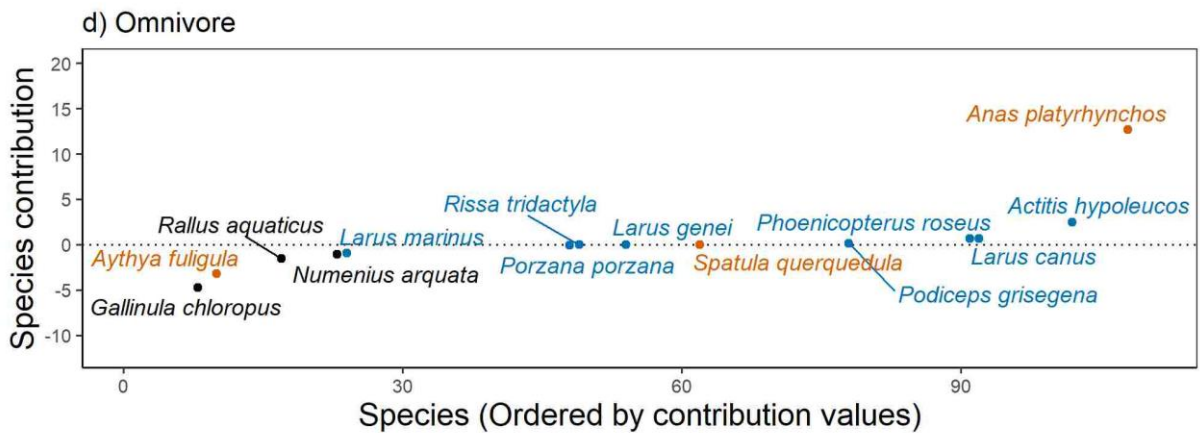 d) Omnivore
20
15
10
5
0
-5
-10
Species contribution
Anas platyrhynchos
Actitis hypoleucos
Rissa tridactyla
Larus genei
Phoenicopterus roseus
Rallus aquaticus
Larus marinus
Aythya fuligula
Numenius arquata
Porzana porzana
Spatula querquedula
Larus canus
Podiceps grisegena
Gallinula chloropus
0
30
60
90
Species (Ordered by contribution values)